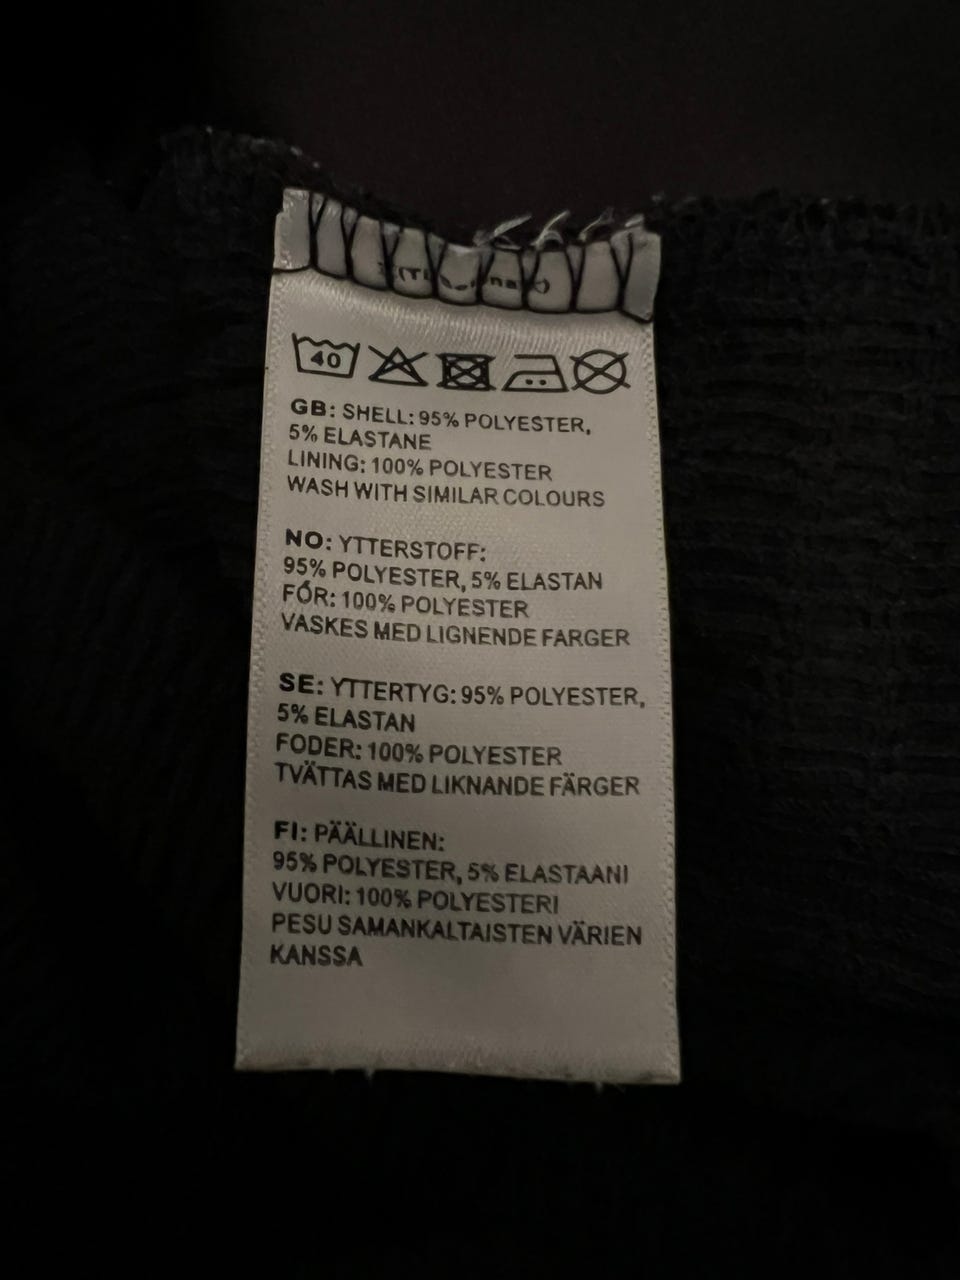 40
GB: SHELL: 95% POLYESTER,
5% ELASTANE
LINING: 100% POLYESTER
WASH WITH SIMILAR COLOURS
NO: YTTERSTOFF:
95% POLYESTER, 5% ELASTAN
FÓR: 100% POLYESTER
VASKES MED LIGNENDE FARGER
SE: YTTERTYG: 95% POLYESTER,
5% ELASTAN
FODER: 100% POLYESTER
TVÄTTAS MED LIKNANDE FÄRGER
FI: PÄÄLLINEN:
95% POLYESTER, 5% ELASTAANI
VUORI: 100% POLYESTERI
PESU SAMANKALTAISTEN VÄRIEN
KANSSA